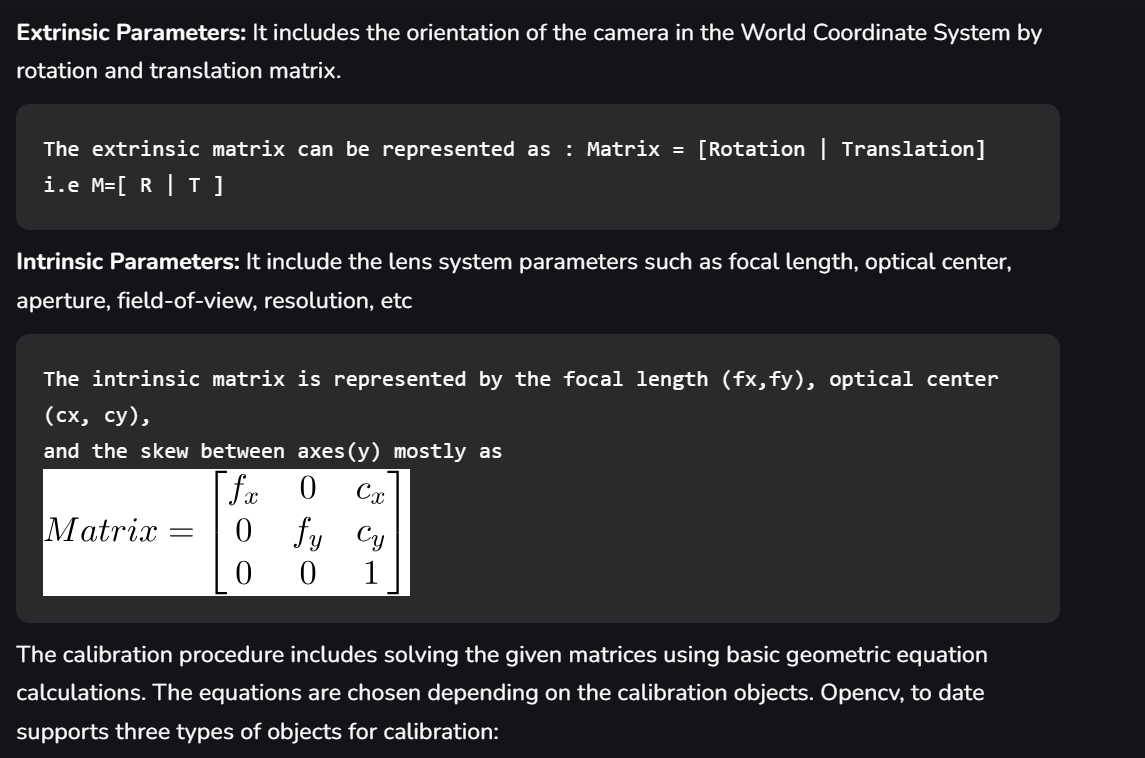 Extrinsic Parameters: It includes the orientation of the camera in the World Coordinate System by
rotation and translation matrix.
The extrinsic matrix can be represented as : Matrix = [Rotation | Translation]
i.e M=[ R | T ]
Intrinsic Parameters: It include the lens system parameters such as focal length, optical center,
aperture, field-of-view, resolution, etc
The intrinsic matrix is represented by the focal length (fx,fy), optical center
(cx, cy),
and the skew between axes(y) mostly as
f_x 0 c_x
Matrix = 0 f_y c_y
0 0 1
The calibration procedure includes solving the given matrices using basic geometric equation
calculations. The equations are chosen depending on the calibration objects. Opencv, to date
supports three types of objects for calibration: